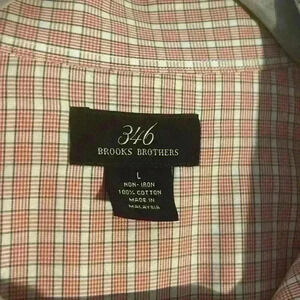 346
BROOKS BROTHERS
L
NON-IRON
100% COTTON
MADE IN
MALAYSIA